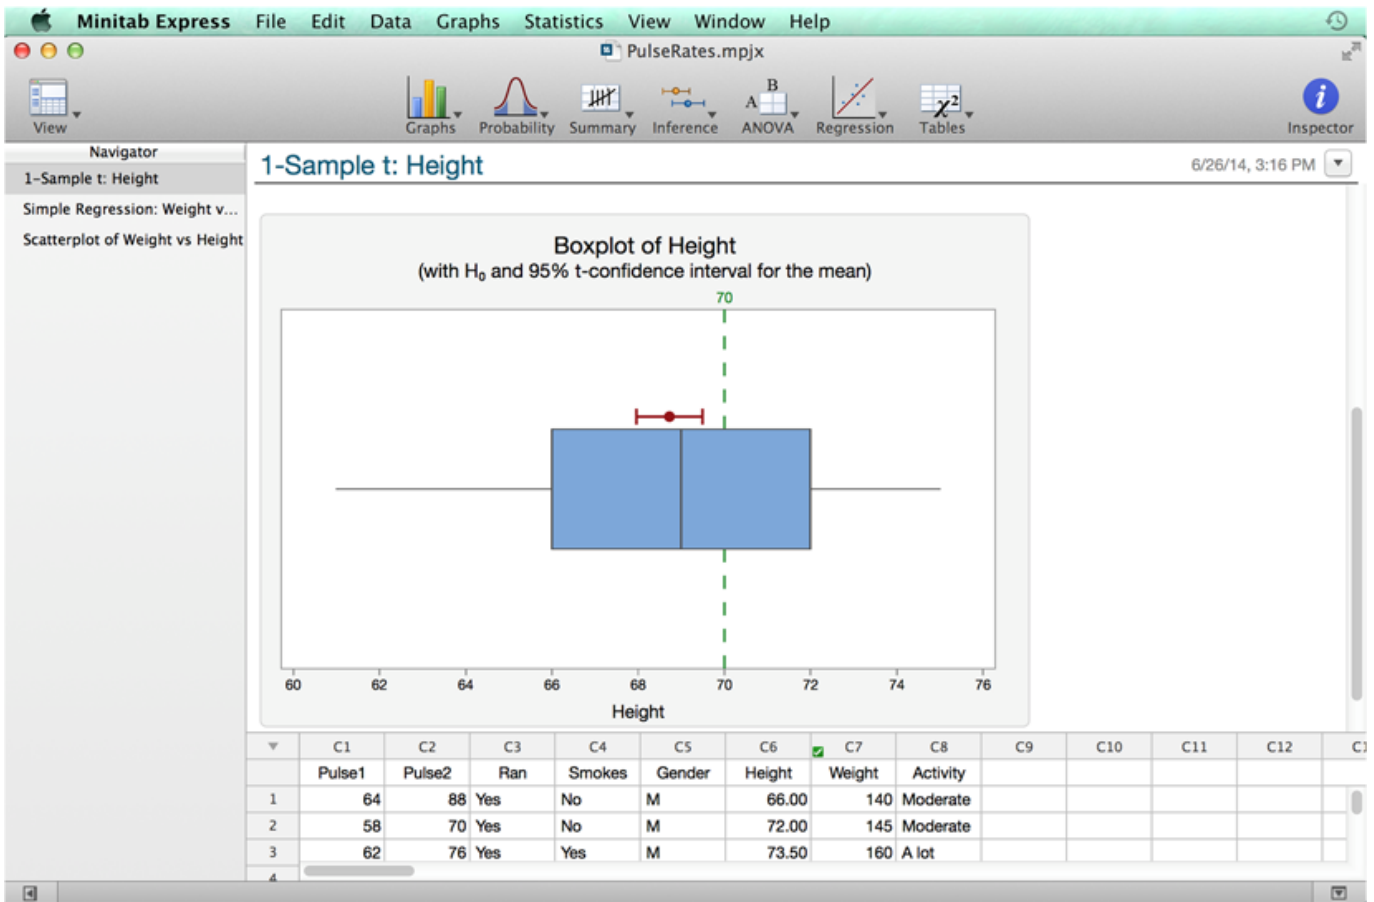 Minitab Express File Edit Data Graphs Statistics View Window Help
PulseRates.mpjx
View Graphs Probability Summary Inference A B ANOVA Regression χ² Tables i Inspector
Navigator
1-Sample t: Height
Simple Regression: Weight v...
Scatterplot of Weight vs Height
1-Sample t: Height 6/26/14, 3:16 PM
Boxplot of Height
(with H₀ and 95% t-confidence interval for the mean)
70
60 62 64 66 68 70 72 74 76
Height
C1 C2 C3 C4 C5 C6 C7 C8 C9 C10 C11 C12
Pulse1 Pulse2 Ran Smokes Gender Height Weight Activity
1 64 88 Yes No M 66.00 140 Moderate
2 58 70 Yes No M 72.00 145 Moderate
3 62 76 Yes Yes M 73.50 160 A lot
4